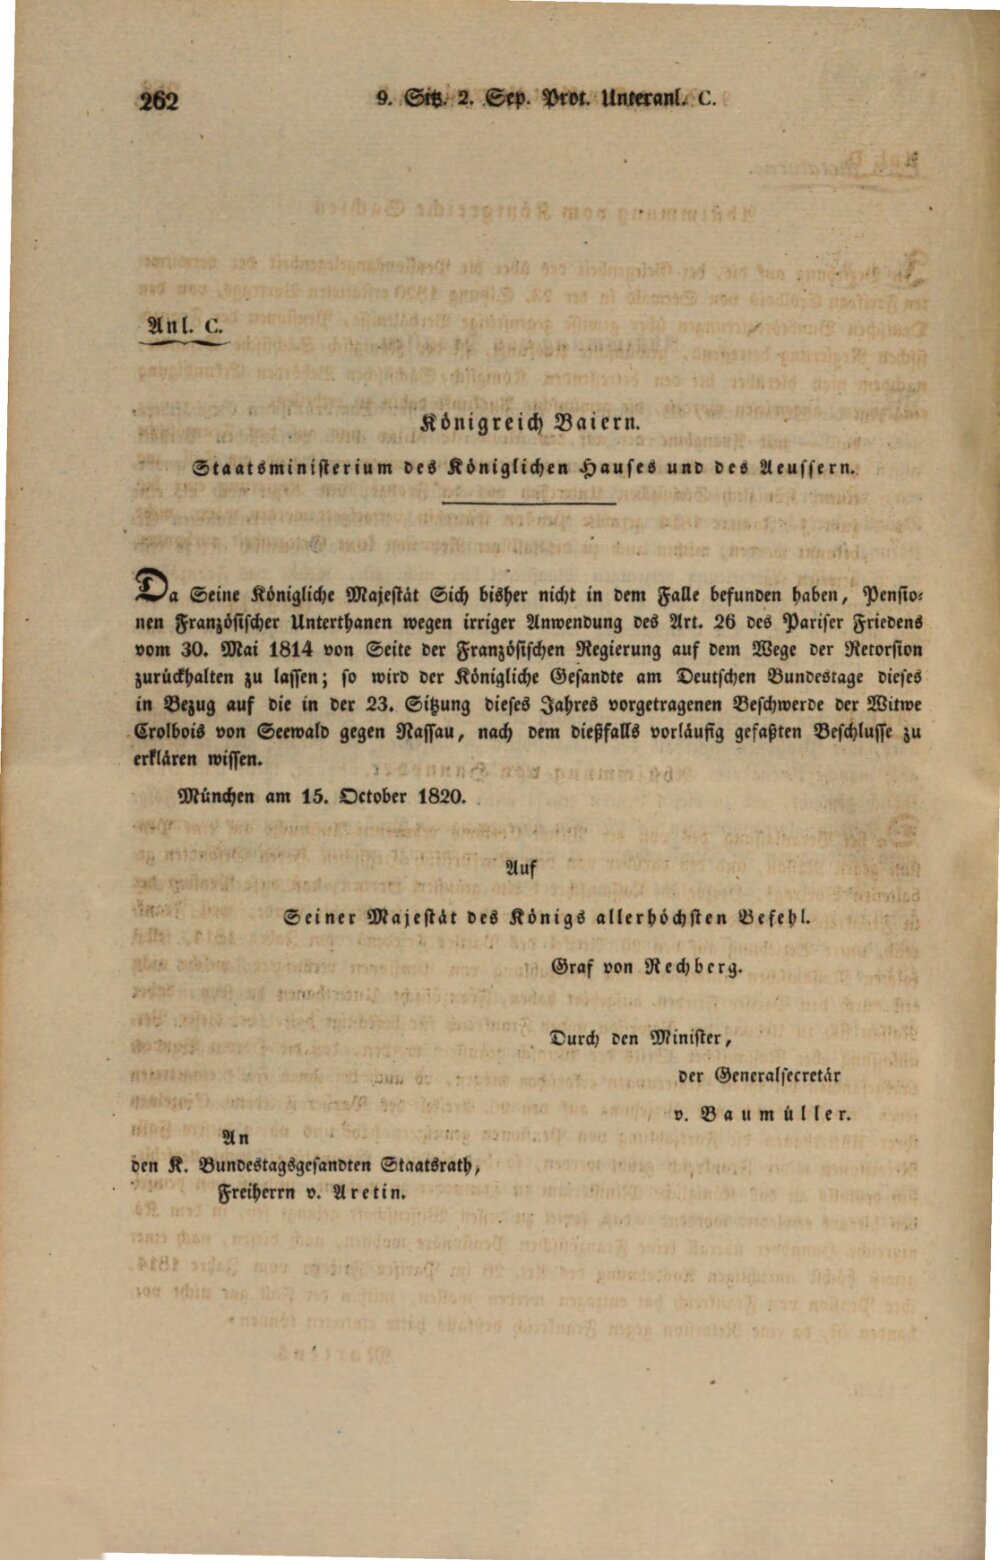 262
9. Sitz. 2. Sep. Prot. Unteranl. C.
Anl. C.
Königreich Baiern.
Staatsministerium des Königlichen Hauses und des Aeussern.
Da Seine Königliche Majestät Sich bisher nicht in dem Falle befunden haben, Pensio-
nen Französischer Unterthanen wegen irriger Anwendung des Art. 26 des Pariser Friedens
vom 30. Mai 1814 von Seite der Französischen Regierung auf dem Wege der Retorsion
zurückhalten zu lassen; so wird der Königliche Gesandte am Deutschen Bundestage dieses
in Bezug auf die in der 23. Sitzung dieses Jahres vorgetragenen Beschwerde der Witwe
Crolbois von Seewald gegen Nassau, nach dem dießfalls vorläufig gefaßten Beschlusse zu
erklären wissen.
München am 15. October 1820.
Auf
Seiner Majestät des Königs allerhöchsten Befehl.
Graf von Rechberg.
Durch den Minister,
der Generalsecretär
v. Baumüller.
An
den K. Bundestagsgesandten Staatsrath,
Freiherrn v. Aretin.